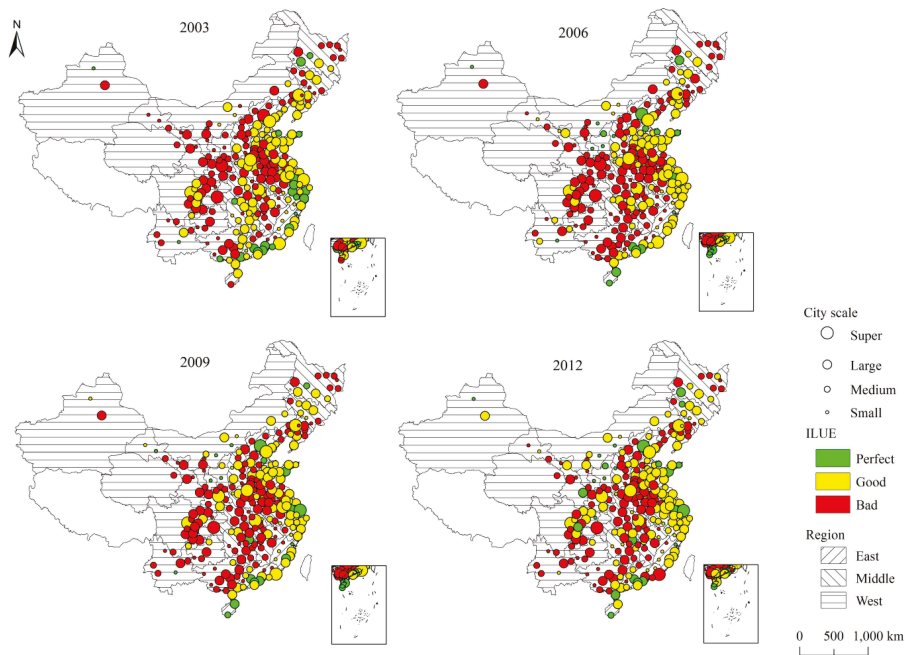 N
2003
2006
2009
2012
City scale
Super
Large
Medium
Small
ILUE
Perfect
Good
Bad
Region
East
Middle
West
0 500 1,000 km